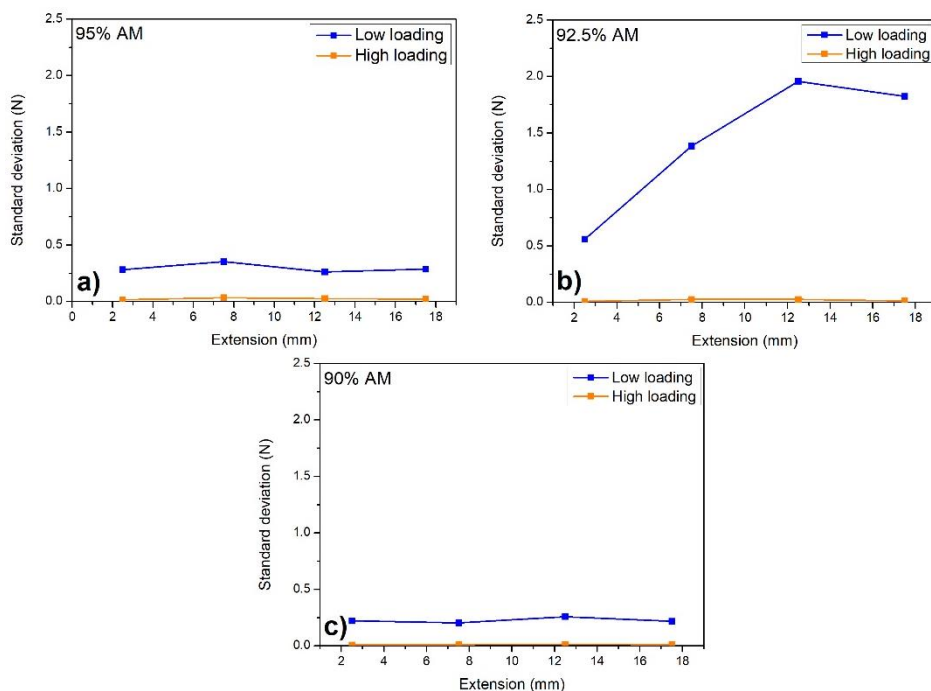 95% AM
Low loading
High loading
Standard deviation (N)
2.5
2.0
1.5
1.0
0.5
0.0
a)
0 2 4 6 8 10 12 14 16 18
Extension (mm)
92.5% AM
Low loading
High loading
Standard deviation (N)
2.5
2.0
1.5
1.0
0.5
0.0
b)
2 4 6 8 10 12 14 16 18
Extension (mm)
90% AM
Low loading
High loading
Standard deviation (N)
2.5
2.0
1.5
1.0
0.5
0.0
c)
2 4 6 8 10 12 14 16 18
Extension (mm)